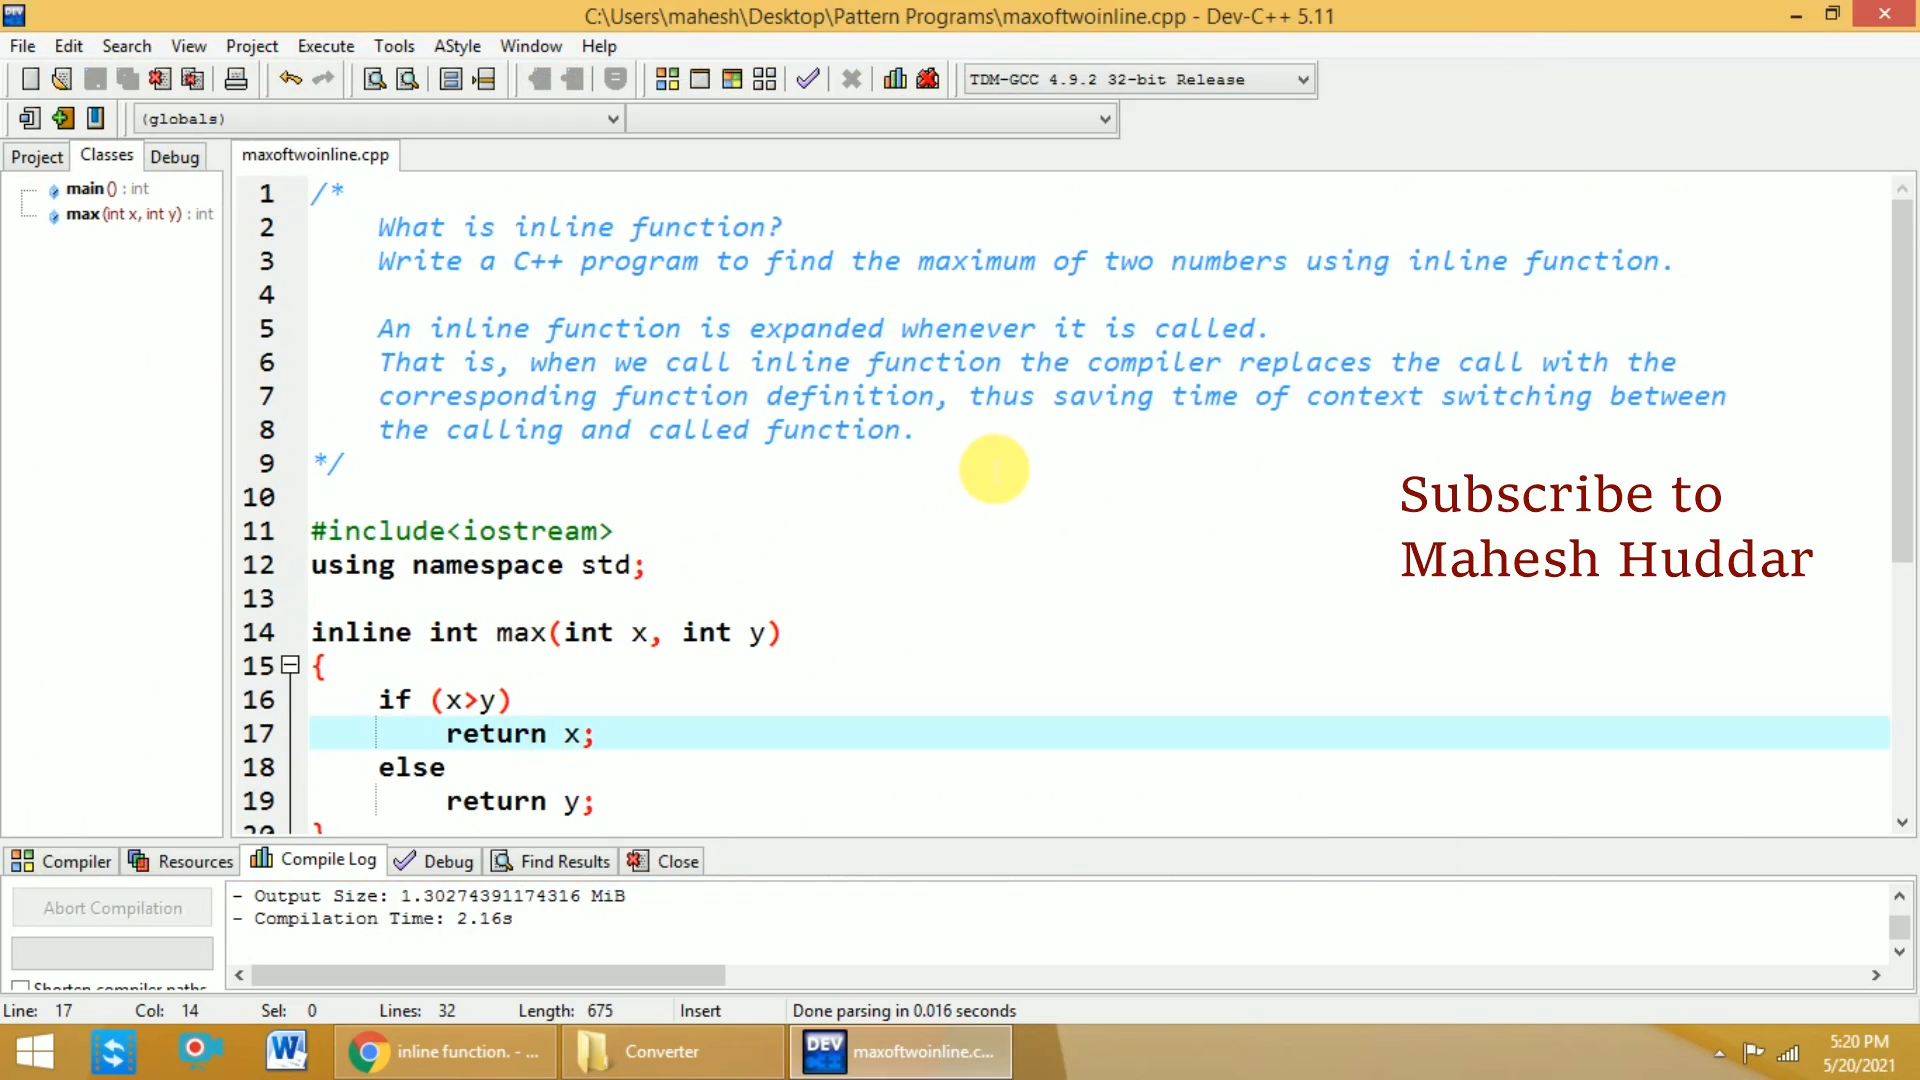 C:\Users\mahesh\Desktop\Pattern Programs\maxoftwoinline.cpp - Dev-C++ 5.11
File Edit Search View Project Execute Tools AStyle Window Help
TDM-GCC 4.9.2 32-bit Release
(globals)
Project Classes Debug
main () : int
max (int x, int y) : int
maxoftwoinline.cpp
1 /*
2 What is inline function?
3 Write a C++ program to find the maximum of two numbers using inline function.
4
5 An inline function is expanded whenever it is called.
6 That is, when we call inline function the compiler replaces the call with the
7 corresponding function definition, thus saving time of context switching between
8 the calling and called function.
9 */
10
11 #include<iostream>
12 using namespace std;
13
14 inline int max(int x, int y)
15 {
16 if (x>y)
17 return x;
18 else
19 return y;
20 }
Subscribe to
Mahesh Huddar
Compiler Resources Compile Log Debug Find Results Close
Abort Compilation
Shorten compiler paths
- Output Size: 1.30274391174316 MiB
- Compilation Time: 2.16s
Line: 17 Col: 14 Sel: 0 Lines: 32 Length: 675 Insert Done parsing in 0.016 seconds
inline function. - ...
Converter
DEV
maxoftwoinline.c...
5:20 PM
5/20/2021